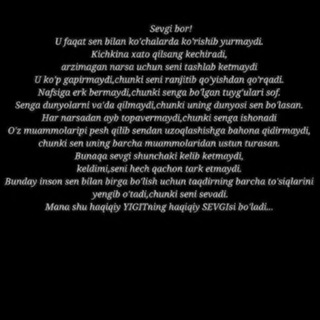 Sevgi bor!
U faqat sen bilan ko'chalarda ko'rishib yurmaydi.
Kichkina xato qilsang kechiradi,
arzimagan narsa uchun seni tashlab ketmaydi
U ko'p gapirmaydi,chunki seni ranjitib qo'yishdan qo'rqadi.
Nafsiga erk bermaydi,chunki senga bo'lgan tuyg'ulari sof.
Senga dunyolarni va'da qilmaydi,chunki uning dunyosi sen bo'lasan.
Har narsadan ayb topavermaydi,chunki senga ishonadi
O'z muammolaripi pesh qilib sendan uzoqlashishga bahona qidirmaydi,
chunki sen uning barcha muammolaridan ustun turasan.
Bunaqa sevgi shunchaki kelib ketmaydi,
keldimi,seni hech qachon tark etmaydi.
Bunday inson sen bilan birga bo'lish uchun taqdirning barcha to'siqlarini
yengib o'tadi,chunki seni sevadi.
Mana shu haqiqiy YIGITning haqiqiy SEVGIsi bo'ladi...